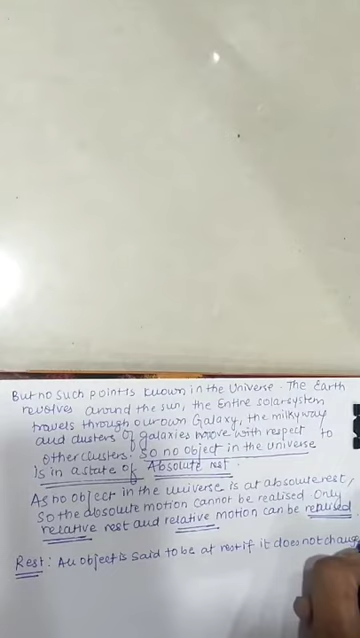 But no such point is known in the Universe. The Earth
revolves around the sun, the Entire solar system
travels through our own Galaxy, the milky way
and clusters of galaxies move with respect to
other clusters. So no object in the universe
is in a state of Absolute rest.
As no object in the universe is at absolute rest,
so the absolute motion cannot be realised. Only
relative rest and relative motion can be realised.
Rest: An object is said to be at rest if it does not change